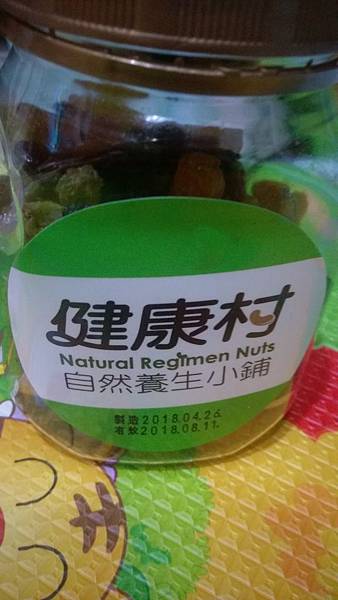 健康村
Natural Regimen Nuts
自然養生小鋪
製造2018.04.26.
有效2018.08.11.